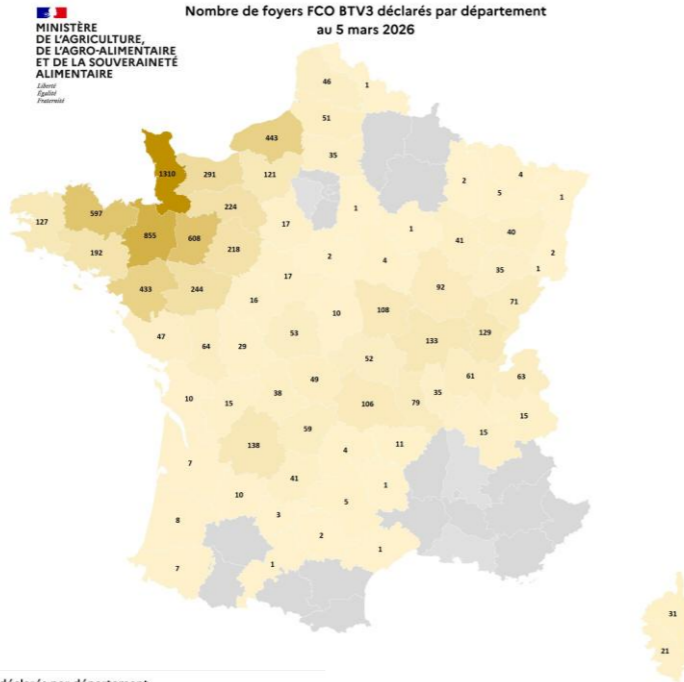 MINISTÈRE
DE L'AGRICULTURE,
DE L'AGRO-ALIMENTAIRE
ET DE LA SOUVERAINETÉ
ALIMENTAIRE
Liberté
Égalité
Fraternité
Nombre de foyers FCO BTV3 déclarés par département
au 5 mars 2026
46 1
51
443
35
1310 291 121
2 4
5 1
597 224
127 17 1
855 608 1 40
192 218 41 2
2 4 35 1
433 244 17 92 71
16
10 108
47 53 133 129
64 29
52
49 61 63
10 15 38 106 79 35
15
59 15
138 4 11
7
41 1
10 5
8 3
2
1
7 1
31
21
déclarés par département